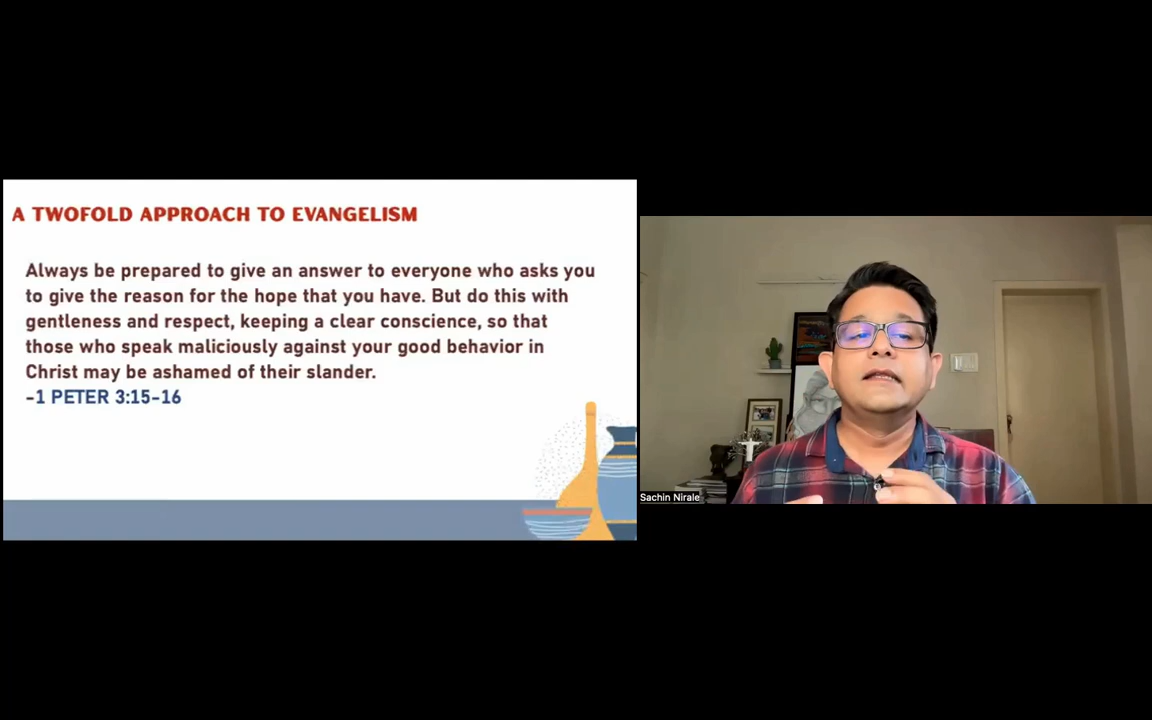 A TWOFOLD APPROACH TO EVANGELISM
Always be prepared to give an answer to everyone who asks you
to give the reason for the hope that you have. But do this with
gentleness and respect, keeping a clear conscience, so that
those who speak maliciously against your good behavior in
Christ may be ashamed of their slander.
-1 PETER 3:15-16
Sachin Nirale